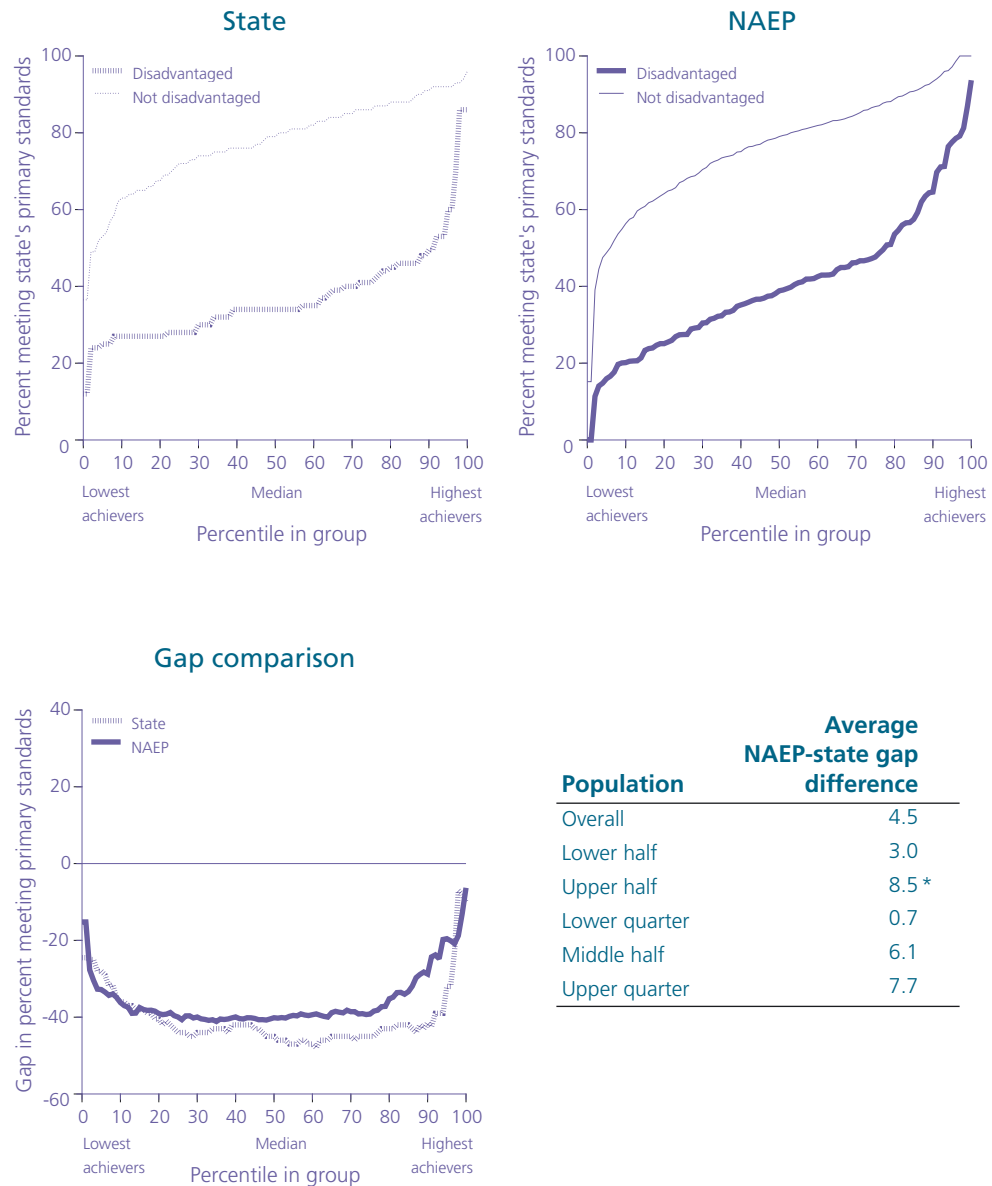 State
Percent meeting state's primary standards
100
80
60
40
20
0
Disadvantaged
Not disadvantaged
0 10 20 30 40 50 60 70 80 90 100
Lowest achievers
Median
Highest achievers
Percentile in group
NAEP
Percent meeting state's primary standards
100
80
60
40
20
0
Disadvantaged
Not disadvantaged
0 10 20 30 40 50 60 70 80 90 100
Lowest achievers
Median
Highest achievers
Percentile in group
Gap comparison
Gap in percent meeting primary standards
40
20
0
-20
-40
-60
State
NAEP
0 10 20 30 40 50 60 70 80 90 100
Lowest achievers
Median
Highest achievers
Percentile in group
Average
NAEP-state gap
Population difference
Overall 4.5
Lower half 3.0
Upper half 8.5 *
Lower quarter 0.7
Middle half 6.1
Upper quarter 7.7